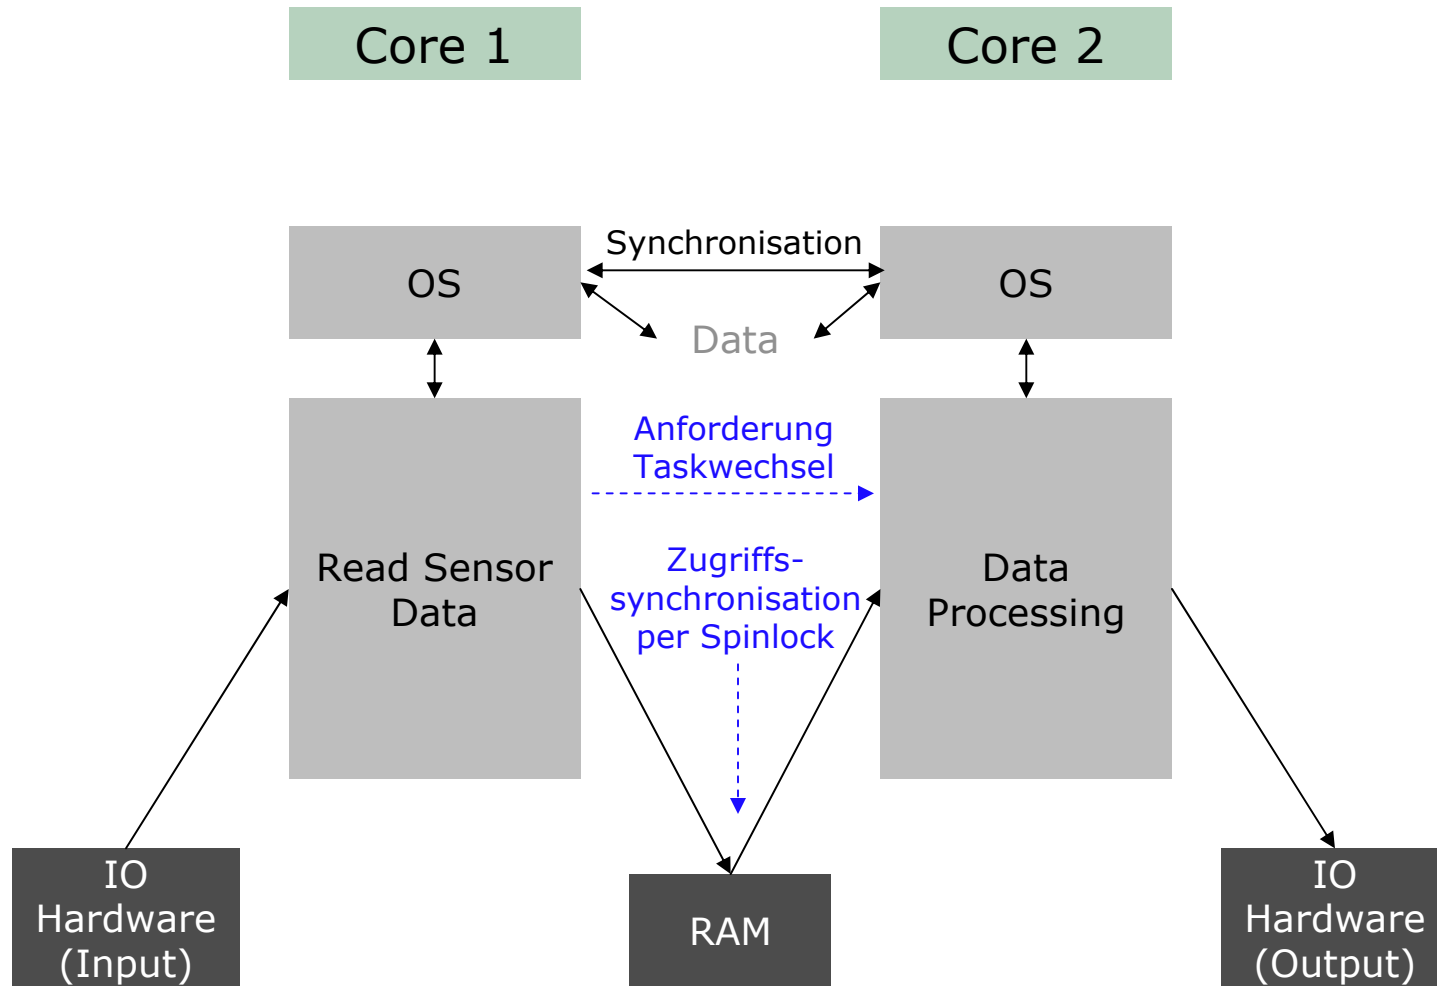 Core 1
Core 2
OS
Synchronisation
OS
Data
Anforderung
Taskwechsel
Read Sensor
Data
Zugriffs-
synchronisation
per Spinlock
Data
Processing
IO
Hardware
(Input)
RAM
IO
Hardware
(Output)